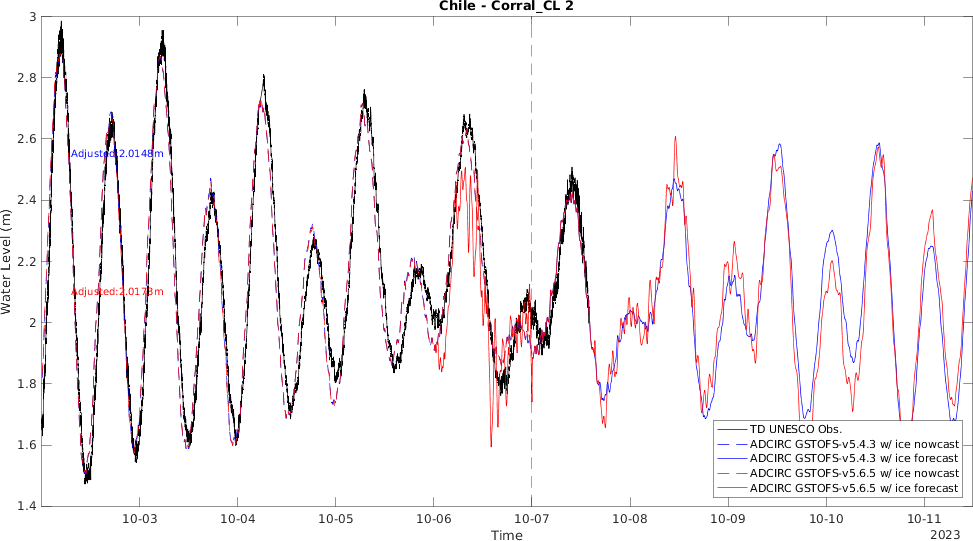 Chile - Corral_CL 2
3
2.8
2.6
2.4
2.2
2
1.8
1.6
1.4
Water Level (m)
Adjusted:2.0148m
Adjusted:2.0173m
TD UNESCO Obs.
ADCIRC GSTOFS-v5.4.3 w/ ice nowcast
ADCIRC GSTOFS-v5.4.3 w/ ice forecast
ADCIRC GSTOFS-v5.6.5 w/ ice nowcast
ADCIRC GSTOFS-v5.6.5 w/ ice forecast
10-03 10-04 10-05 10-06 10-07 10-08 10-09 10-10 10-11
Time
2023